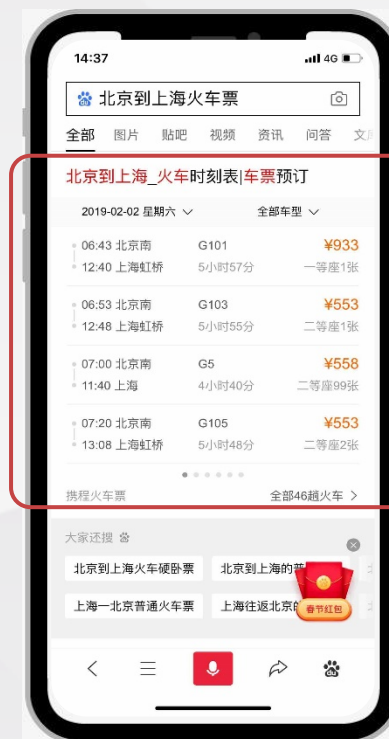 14:37 4G
北京到上海火车票
全部 图片 贴吧 视频 资讯 问答
北京到上海_火车时刻表|车票预订
2019-02-02 星期六 全部车型
06:43 北京南 G101 ¥933
12:40 上海虹桥 5小时57分 一等座1张
06:53 北京南 G103 ¥553
12:48 上海虹桥 5小时55分 二等座1张
07:00 北京南 G5 ¥558
11:40 上海 4小时40分 二等座99张
07:20 北京南 G105 ¥553
13:08 上海虹桥 5小时48分 二等座2张
携程火车票 全部46趟火车
大家还搜
北京到上海火车硬卧票 北京到上海的
上海一北京普通火车票 上海往返北京
春节红包
du